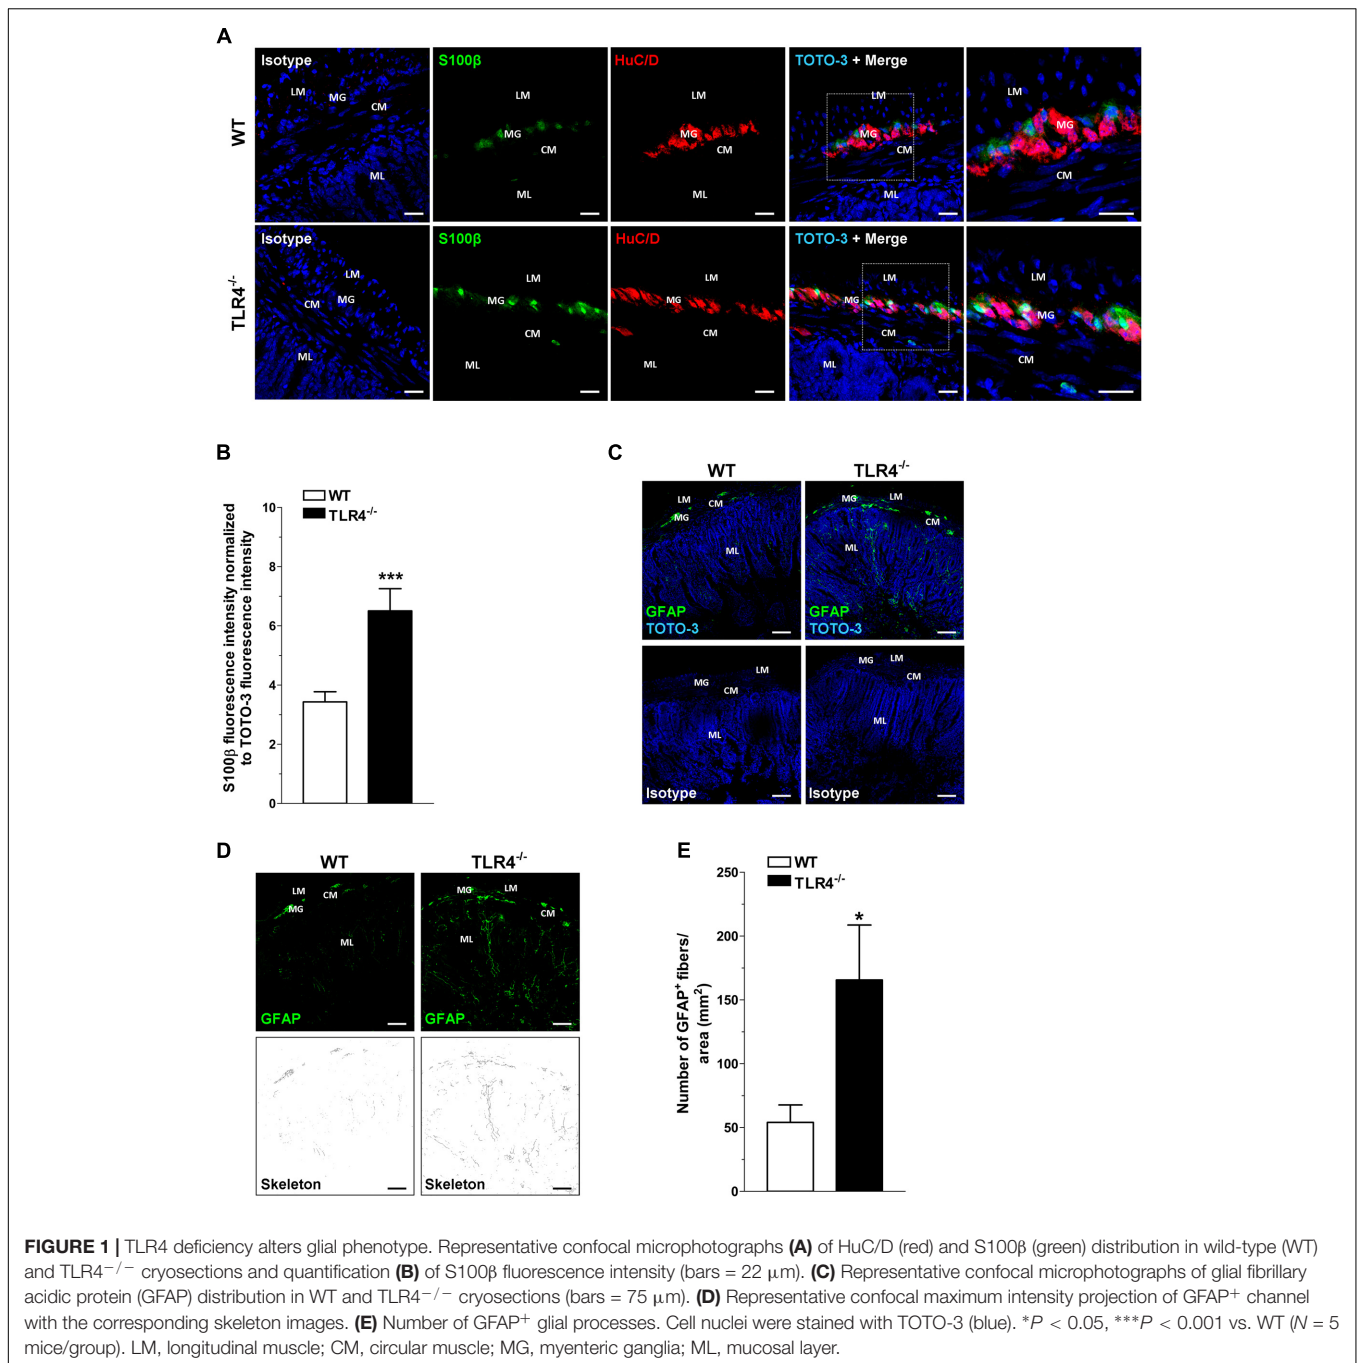 A
WT
Isotype
LM
MG
CM
ML
S100β
LM
MG
CM
ML
HuC/D
LM
MG
CM
ML
TOTO-3 + Merge
LM
MG
CM
ML
LM
MG
CM
TLR4-/-
Isotype
LM
MG
CM
ML
S100β
LM
MG
CM
ML
HuC/D
LM
MG
CM
ML
TOTO-3 + Merge
LM
MG
CM
ML
LM
MG
CM
B
WT
TLR4-/-
S100β fluorescence intensity normalized
to TOTO-3 fluorescence intensity
10
8
6
4
2
0
***
C
WT
TLR4-/-
LM
CM
MG
ML
GFAP
TOTO-3
MG
LM
CM
ML
GFAP
TOTO-3
LM
MG
CM
ML
Isotype
MG
LM
CM
ML
Isotype
D
WT
TLR4-/-
LM
CM
MG
ML
GFAP
MG
LM
CM
ML
GFAP
Skeleton
Skeleton
E
WT
TLR4-/-
Number of GFAP+ fibers/
area (mm2)
250
200
150
100
50
0
*
FIGURE 1 | TLR4 deficiency alters glial phenotype. Representative confocal microphotographs (A) of HuC/D (red) and S100β (green) distribution in wild-type (WT)
and TLR4−/− cryosections and quantification (B) of S100β fluorescence intensity (bars = 22 μm). (C) Representative confocal microphotographs of glial fibrillary
acidic protein (GFAP) distribution in WT and TLR4−/− cryosections (bars = 75 μm). (D) Representative confocal maximum intensity projection of GFAP+ channel
with the corresponding skeleton images. (E) Number of GFAP+ glial processes. Cell nuclei were stained with TOTO-3 (blue). *P < 0.05, ***P < 0.001 vs. WT (N = 5
mice/group). LM, longitudinal muscle; CM, circular muscle; MG, myenteric ganglia; ML, mucosal layer.